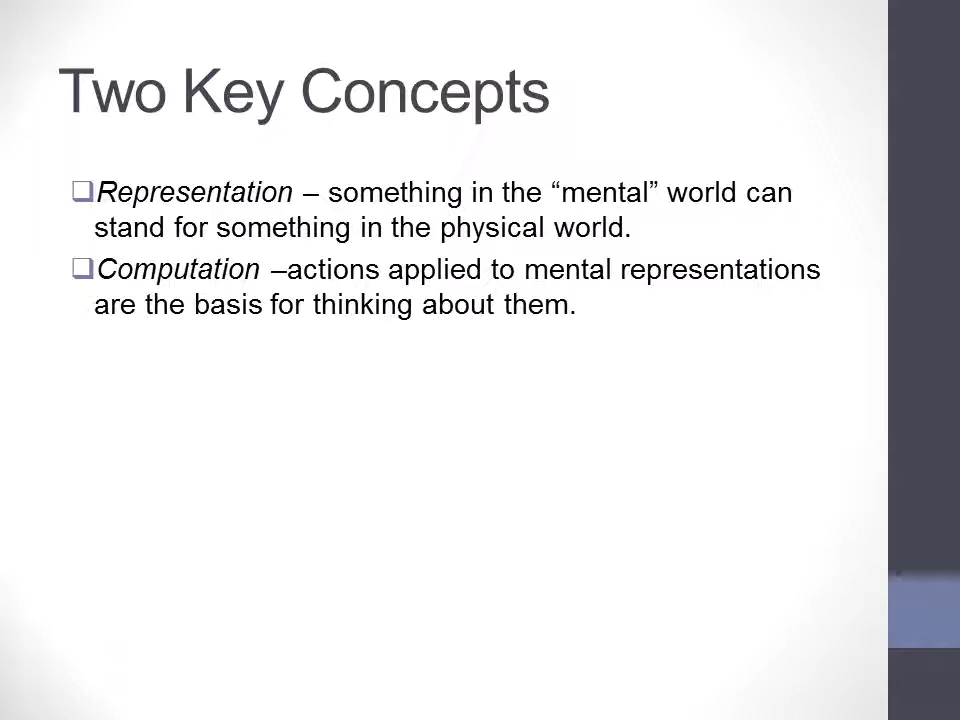 Two Key Concepts
❑Representation – something in the “mental” world can
stand for something in the physical world.
❑Computation –actions applied to mental representations
are the basis for thinking about them.